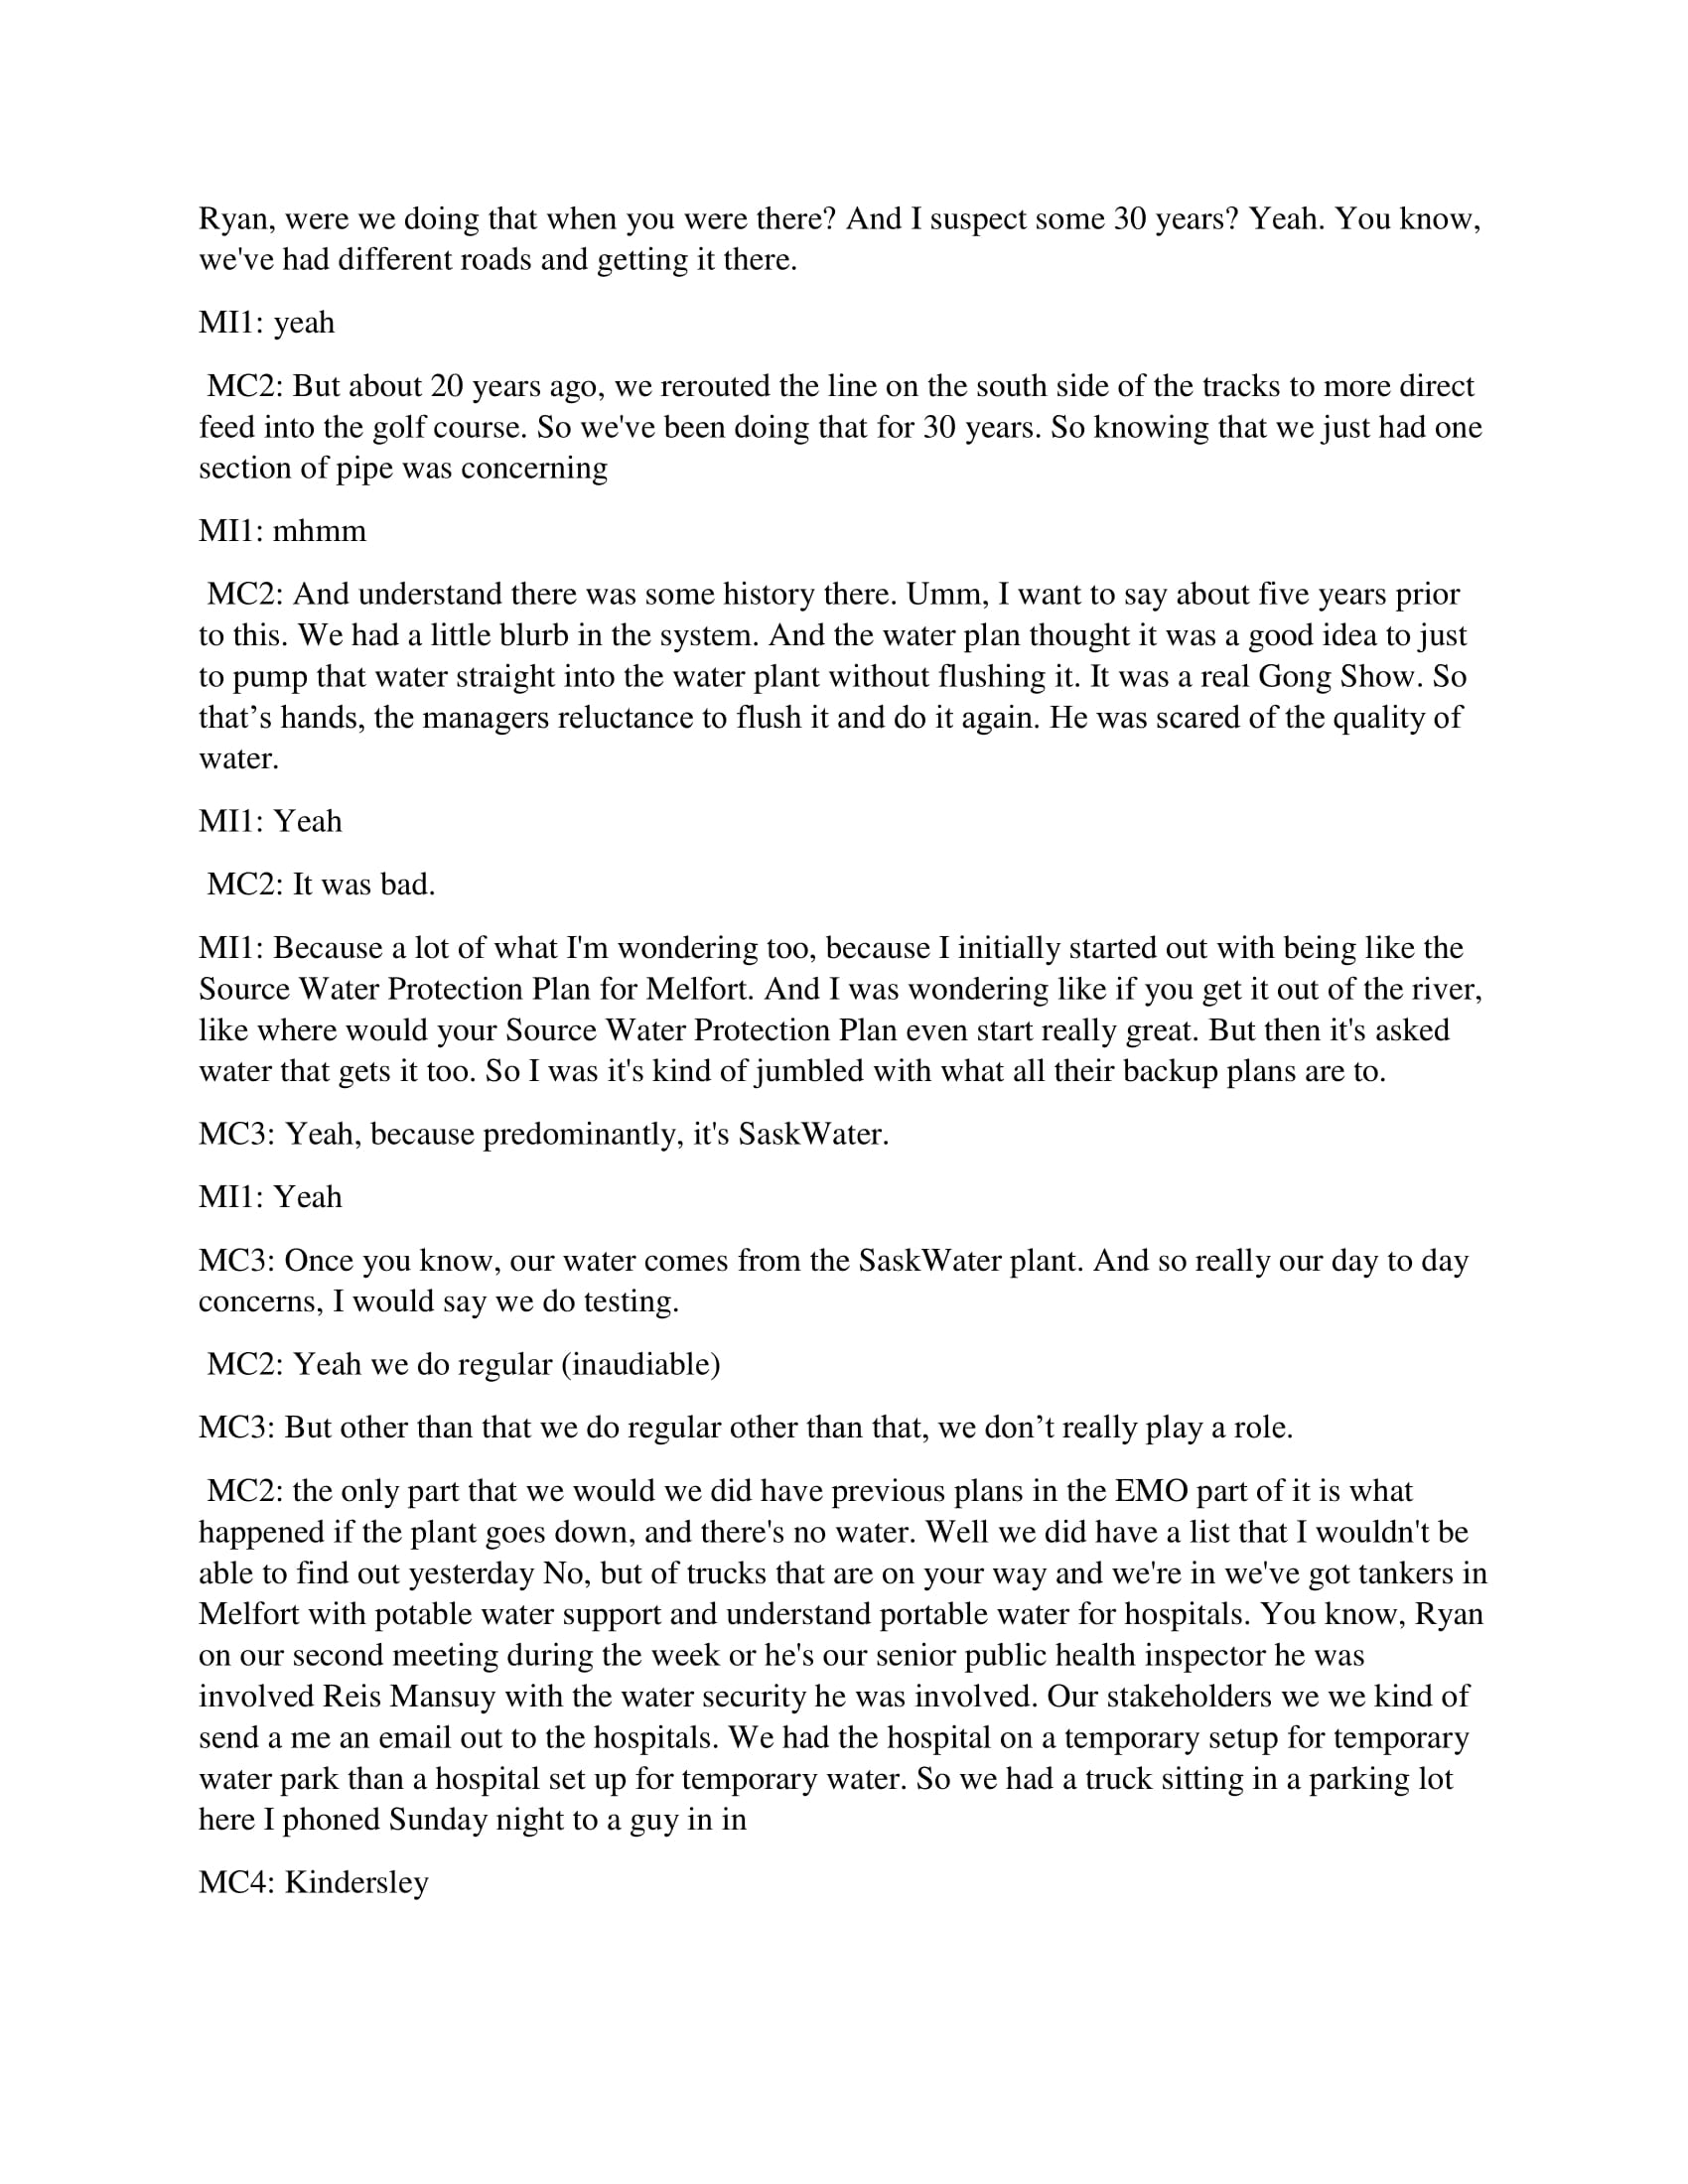 Ryan, were we doing that when you were there? And I suspect some 30 years? Yeah. You know,
we've had different roads and getting it there.
MI1: yeah
MC2: But about 20 years ago, we rerouted the line on the south side of the tracks to more direct
feed into the golf course. So we've been doing that for 30 years. So knowing that we just had one
section of pipe was concerning
MI1: mhmm
MC2: And understand there was some history there. Umm, I want to say about five years prior
to this. We had a little blurb in the system. And the water plan thought it was a good idea to just
to pump that water straight into the water plant without flushing it. It was a real Gong Show. So
that’s hands, the managers reluctance to flush it and do it again. He was scared of the quality of
water.
MI1: Yeah
MC2: It was bad.
MI1: Because a lot of what I'm wondering too, because I initially started out with being like the
Source Water Protection Plan for Melfort. And I was wondering like if you get it out of the river,
like where would your Source Water Protection Plan even start really great. But then it's asked
water that gets it too. So I was it's kind of jumbled with what all their backup plans are to.
MC3: Yeah, because predominantly, it's SaskWater.
MI1: Yeah
MC3: Once you know, our water comes from the SaskWater plant. And so really our day to day
concerns, I would say we do testing.
MC2: Yeah we do regular (inaudiable)
MC3: But other than that we do regular other than that, we don’t really play a role.
MC2: the only part that we would we did have previous plans in the EMO part of it is what
happened if the plant goes down, and there's no water. Well we did have a list that I wouldn't be
able to find out yesterday No, but of trucks that are on your way and we're in we've got tankers in
Melfort with potable water support and understand portable water for hospitals. You know, Ryan
on our second meeting during the week or he's our senior public health inspector he was
involved Reis Mansuy with the water security he was involved. Our stakeholders we we kind of
send a me an email out to the hospitals. We had the hospital on a temporary setup for temporary
water park than a hospital set up for temporary water. So we had a truck sitting in a parking lot
here I phoned Sunday night to a guy in in
MC4: Kindersley